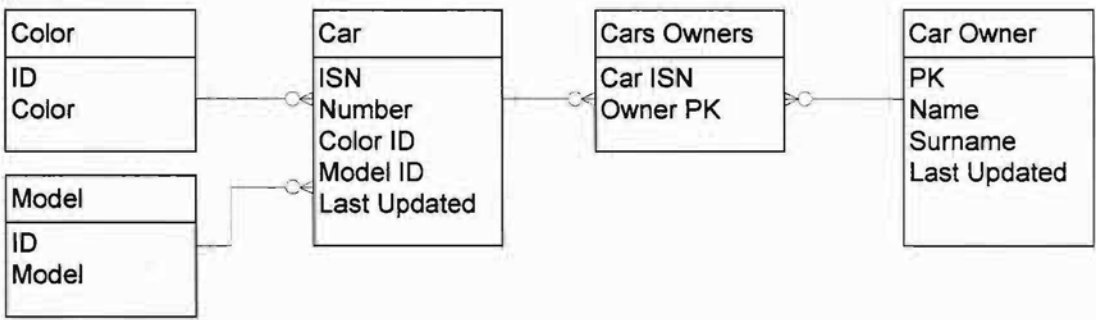 Color
ID
Color
Model
ID
Model
Car
ISN
Number
Color ID
Model ID
Last Updated
Cars Owners
Car ISN
Owner PK
Car Owner
PK
Name
Surname
Last Updated